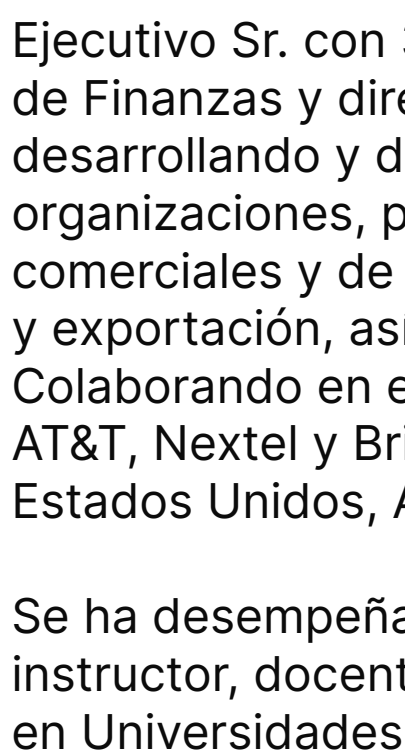 Ejecutivo Sr. con
de Finanzas y dire
desarrollando y d
organizaciones, p
comerciales y de
y exportación, así
Colaborando en e
AT&T, Nextel y Bri
Estados Unidos, A

Se ha desempeña
instructor, docent
en Universidades